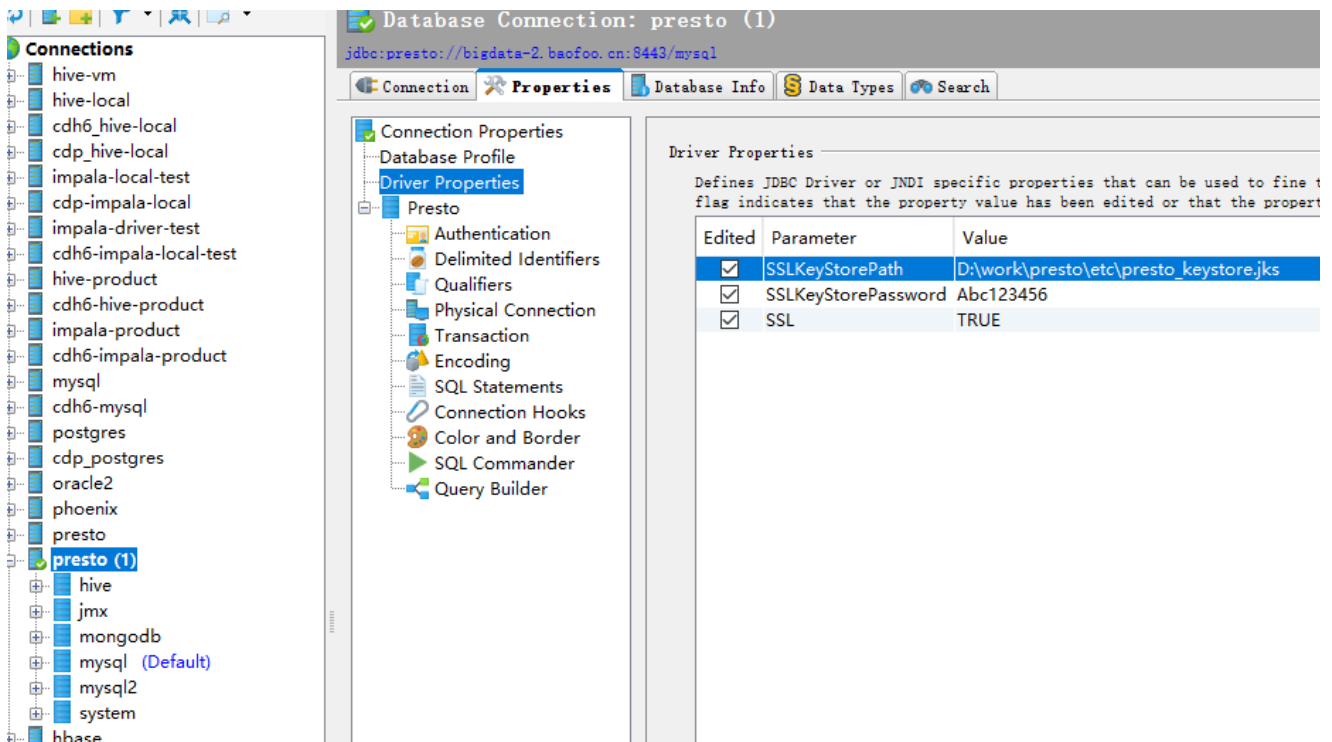 Database Connection: presto (1)
jdbc:presto://bigdata-2.baofoo.cn:8443/mysql
Connections
hive-vm
hive-local
cdh6_hive-local
cdp_hive-local
impala-local-test
cdp-impala-local
impala-driver-test
cdh6-impala-local-test
hive-product
cdh6-hive-product
impala-product
cdh6-impala-product
mysql
cdh6-mysql
postgres
cdp_postgres
oracle2
phoenix
presto
presto (1)
hive
jmx
mongodb
mysql (Default)
mysql2
system
hbase
Connection
Properties
Database Info
Data Types
Search
Connection Properties
Database Profile
Driver Properties
Presto
Authentication
Delimited Identifiers
Qualifiers
Physical Connection
Transaction
Encoding
SQL Statements
Connection Hooks
Color and Border
SQL Commander
Query Builder
Driver Properties
Defines JDBC Driver or JNDI specific properties that can be used to fine
flag indicates that the property value has been edited or that the
Edited Parameter Value
SSLKeyStorePath D:\work\presto\etc\presto_keystore.jks
SSLKeyStorePassword Abc123456
SSL TRUE